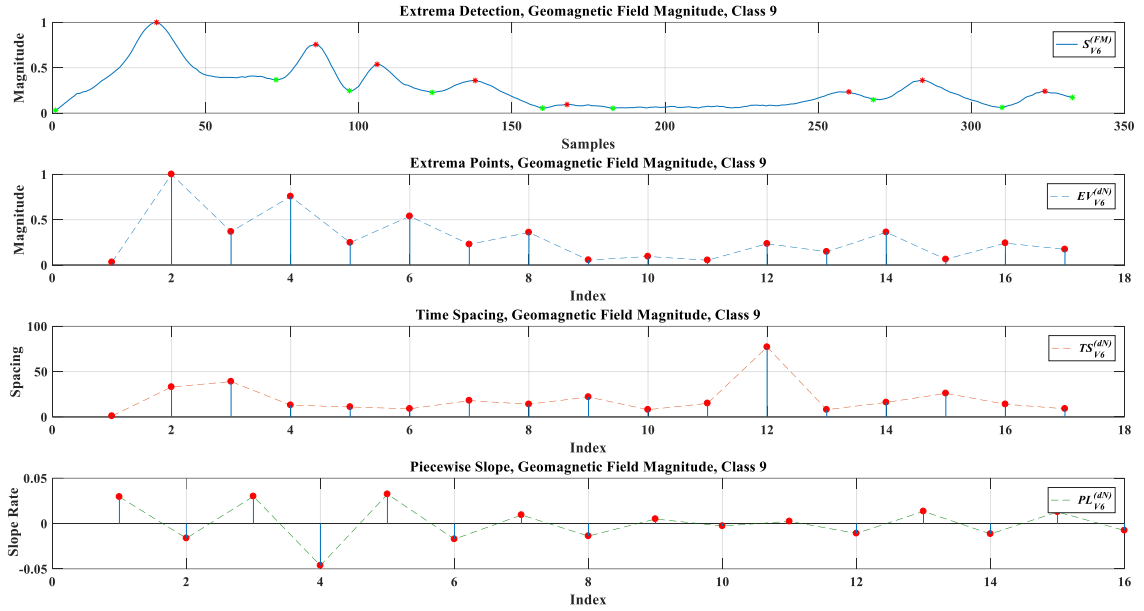 Extrema Detection, Geomagnetic Field Magnitude, Class 9
Magnitude
1
0.5
0
S_{V6}^{(FM)}
0 50 100 150 200 250 300 350
Samples
Extrema Points, Geomagnetic Field Magnitude, Class 9
Magnitude
1
0.5
0
EV_{V6}^{(dN)}
0 2 4 6 8 10 12 14 16 18
Index
Time Spacing, Geomagnetic Field Magnitude, Class 9
Spacing
100
50
0
TS_{V6}^{(dN)}
0 2 4 6 8 10 12 14 16 18
Index
Piecewise Slope, Geomagnetic Field Magnitude, Class 9
Slope Rate
0.05
0
-0.05
PL_{V6}^{(dN)}
0 2 4 6 8 10 12 14 16
Index